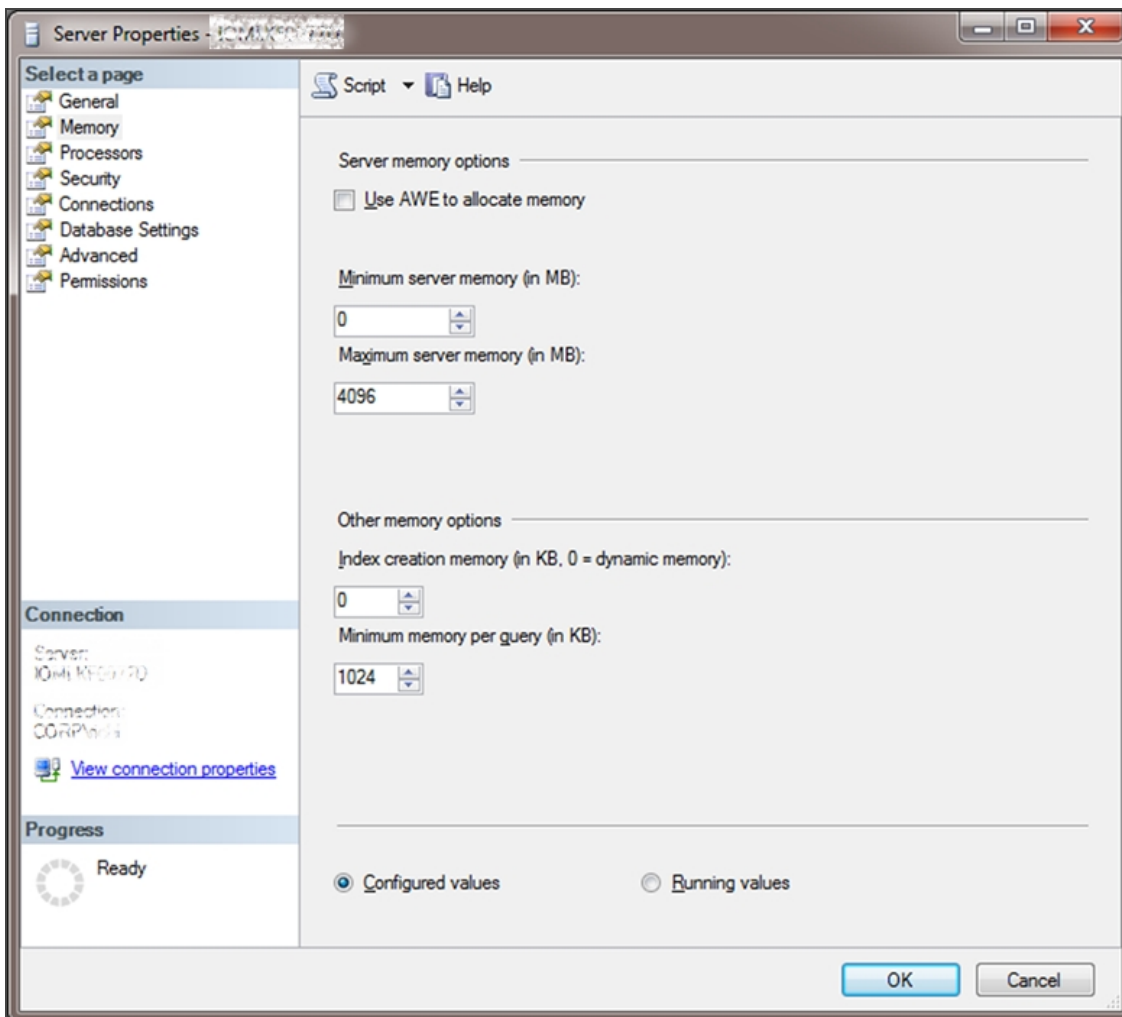 Server Properties -
Select a page
General
Memory
Processors
Security
Connections
Database Settings
Advanced
Permissions
Script Help
Server memory options
Use AWE to allocate memory
Minimum server memory (in MB):
0
Maximum server memory (in MB):
4096
Other memory options
Index creation memory (in KB, 0 = dynamic memory):
0
Minimum memory per query (in KB):
1024
Connection
Server:
Connection:
View connection properties
Progress
Ready
Configured values Running values
OK Cancel